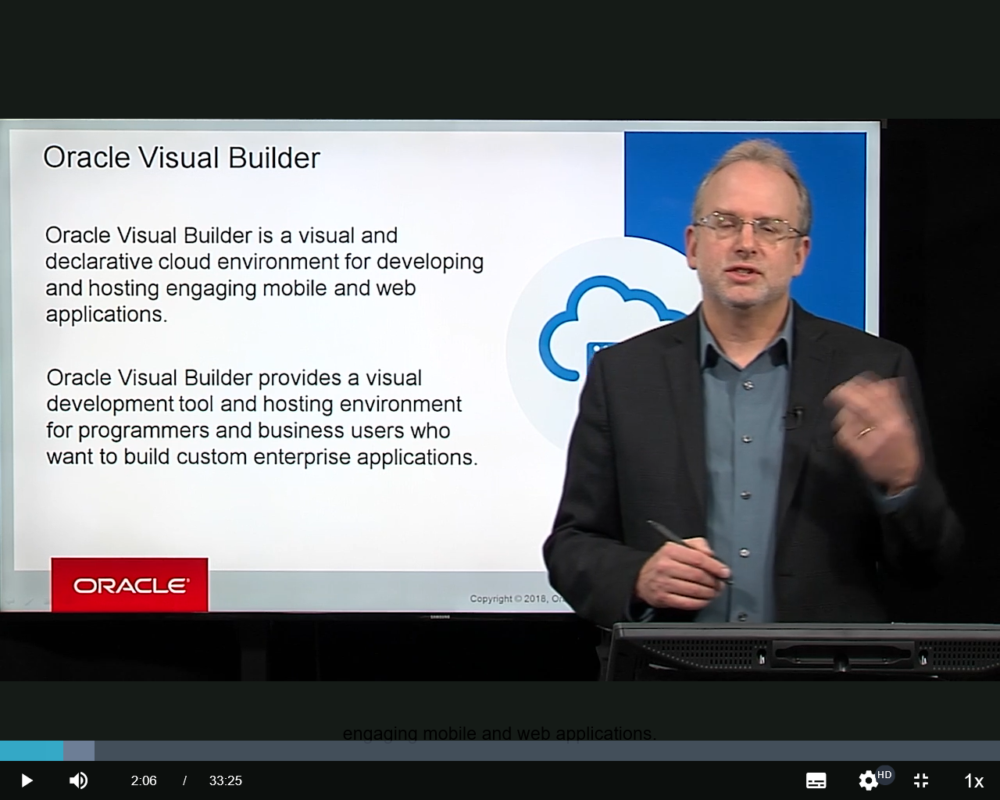 Oracle Visual Builder
Oracle Visual Builder is a visual and
declarative cloud environment for developing
and hosting engaging mobile and web
applications.
Oracle Visual Builder provides a visual
development tool and hosting environment
for programmers and business users who
want to build custom enterprise applications.
ORACLE®
Copyright © 2018,
SAMSUNG
engaging mobile and web applications.
2:06 / 33:25
HD
1x